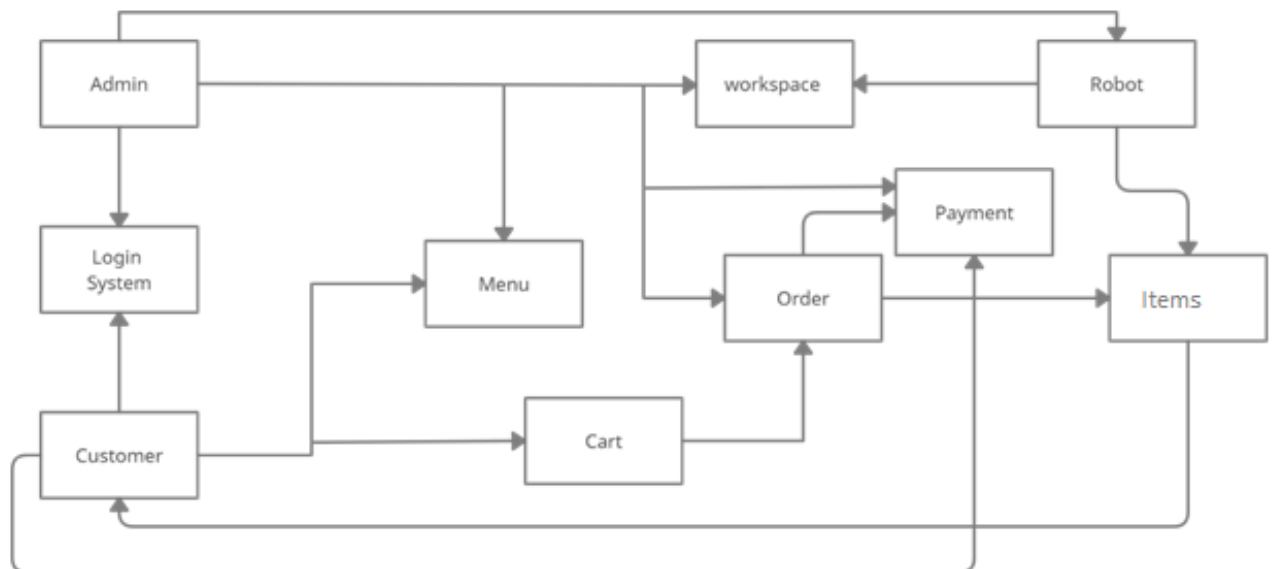 Admin
workspace
Robot
Payment
Login
System
Menu
Order
Items
Customer
Cart